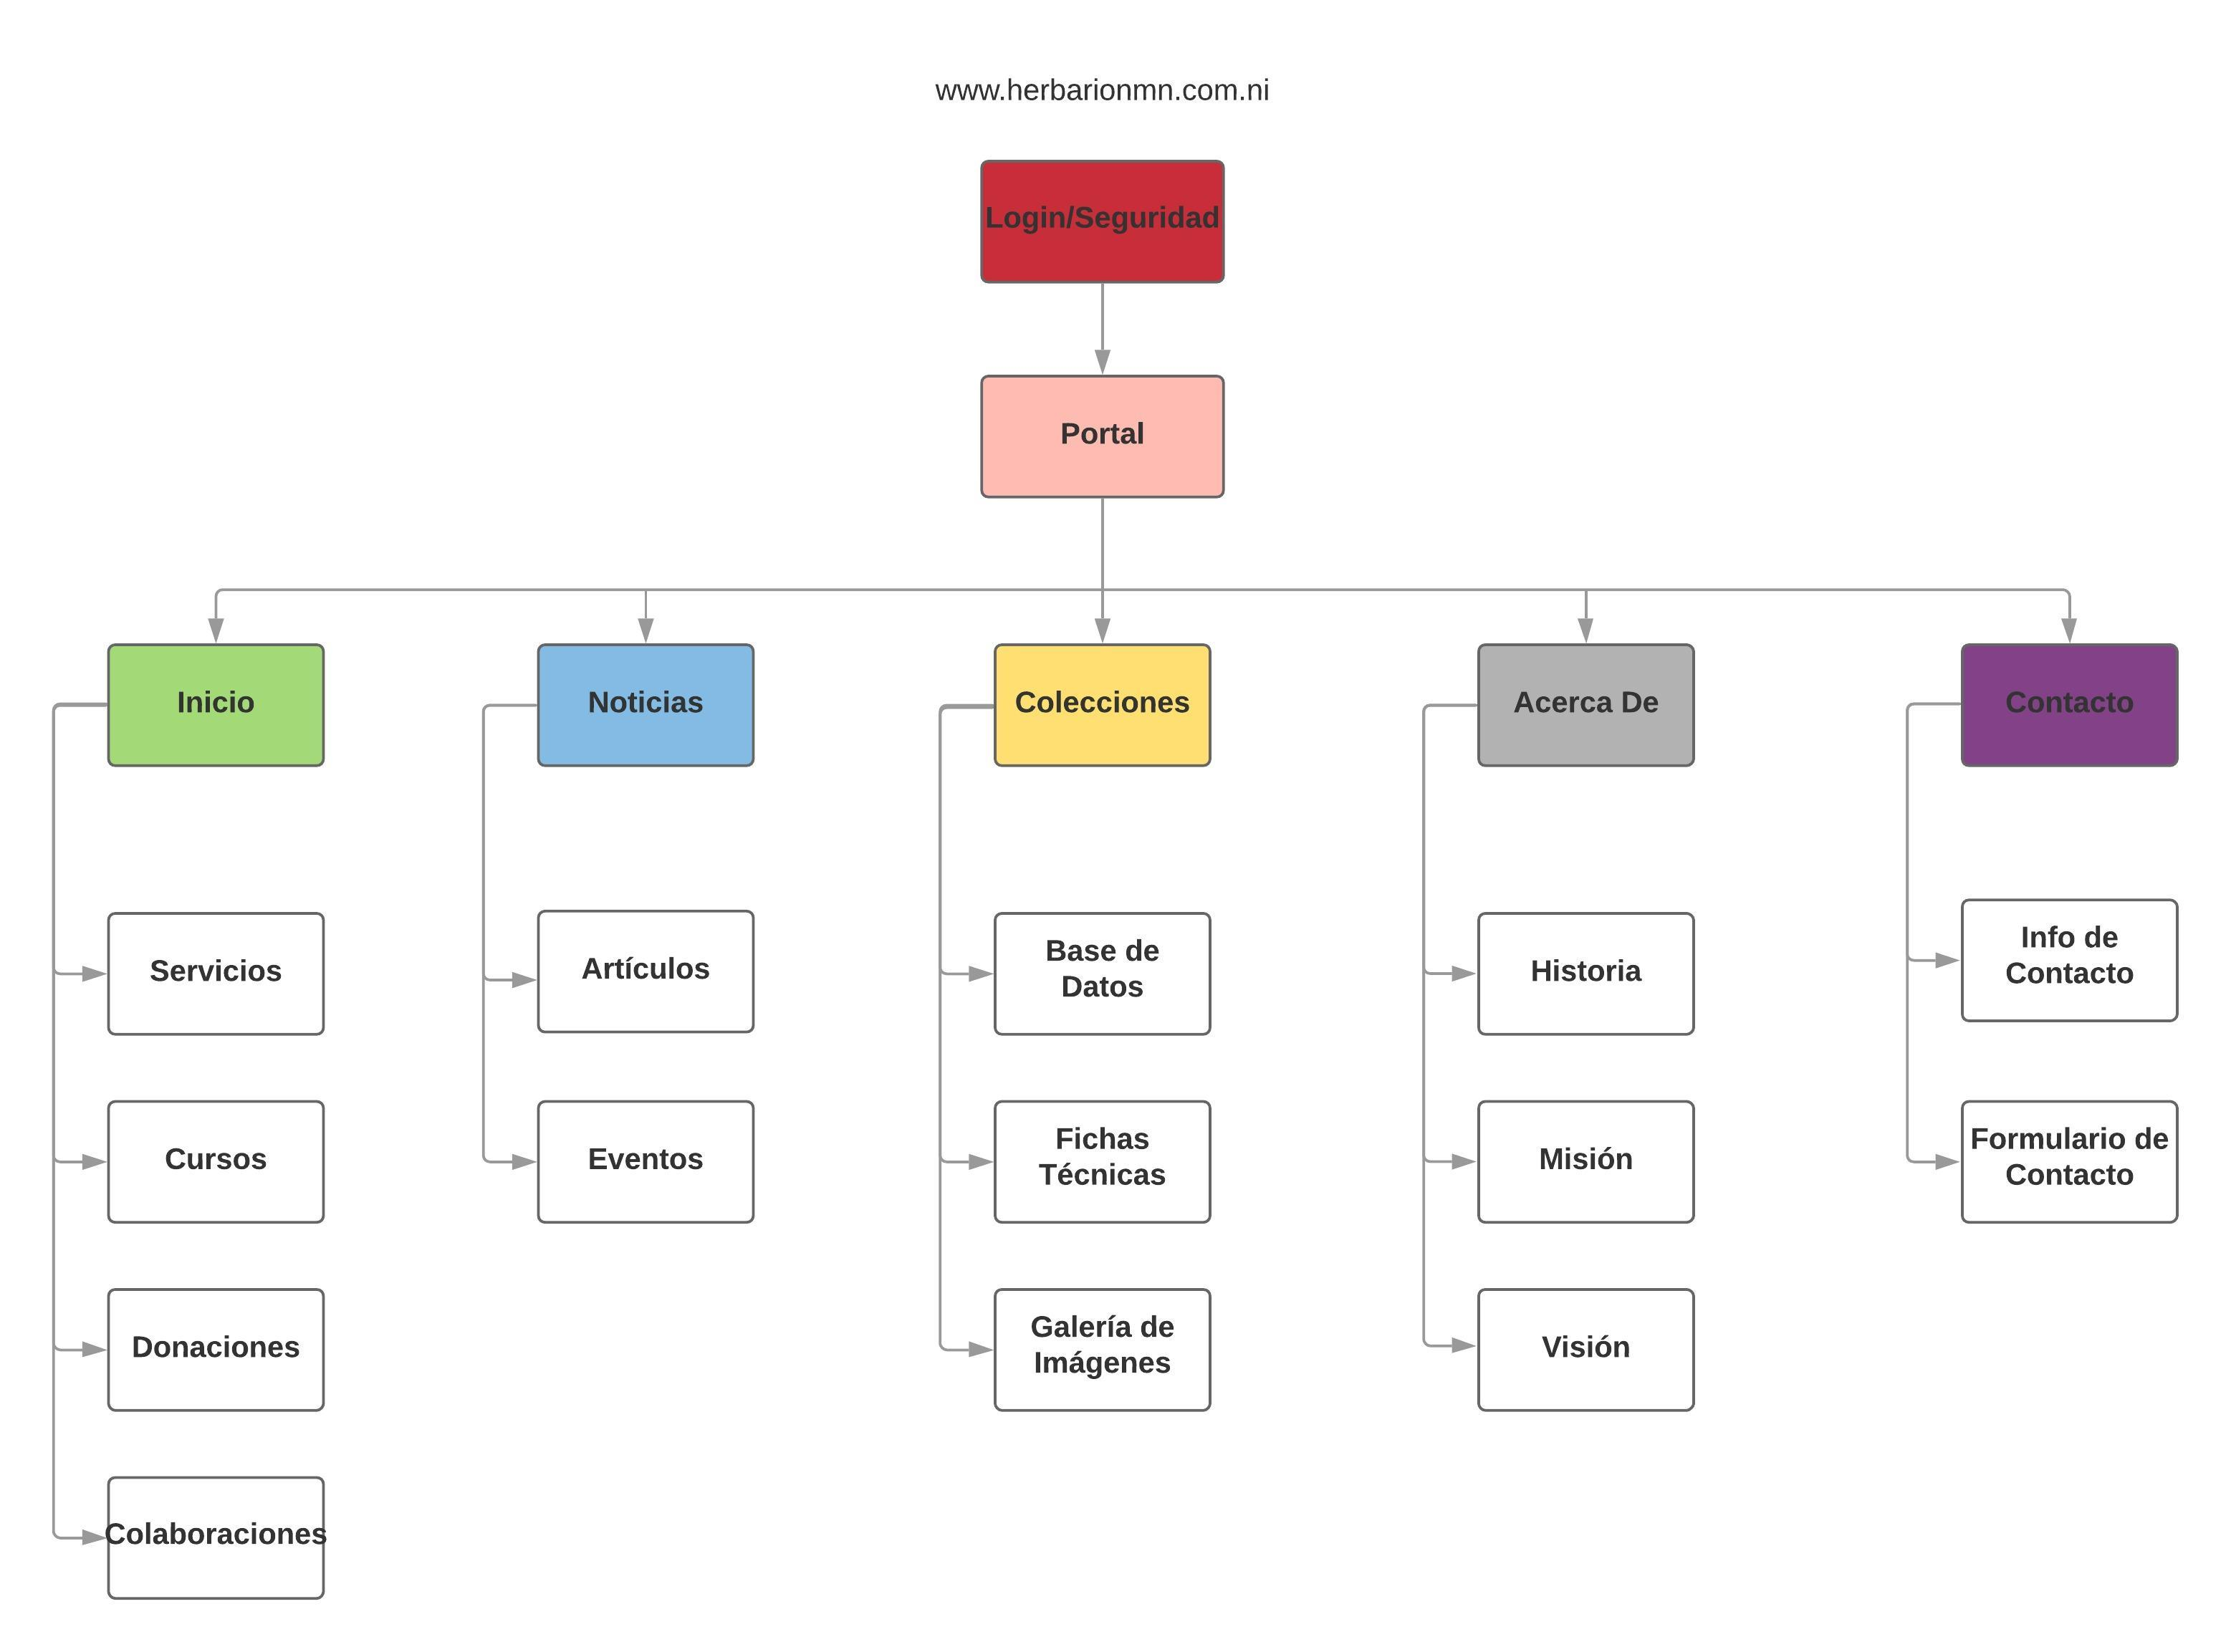 www.herbarionmn.com.ni
Login/Seguridad
Portal
Inicio
Noticias
Colecciones
Acerca De
Contacto
Servicios
Cursos
Donaciones
Colaboraciones
Artículos
Eventos
Base de
Datos
Fichas
Técnicas
Galería de
Imágenes
Historia
Misión
Visión
Info de
Contacto
Formulario de
Contacto